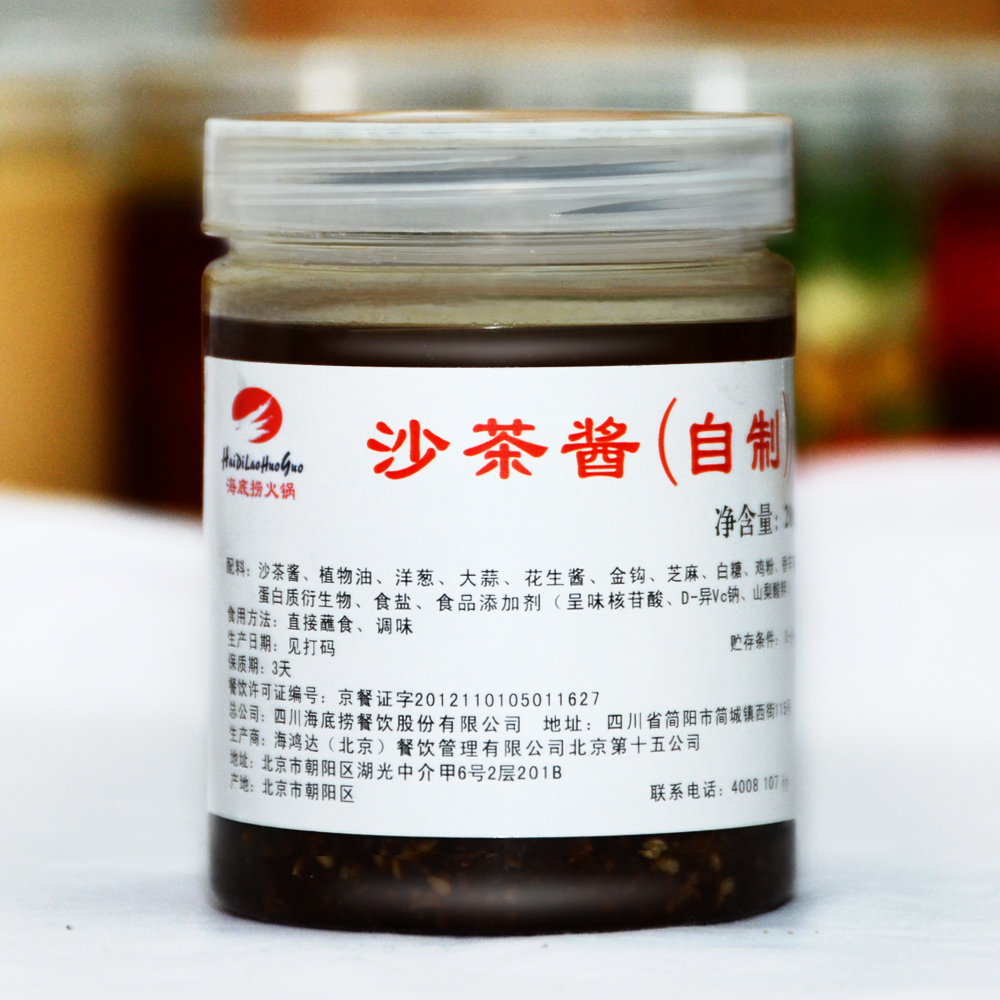 HaiDiLaoHuoGuo
海底捞火锅
沙茶酱(自制)
净含量:
配料: 沙茶酱、植物油、洋葱、大蒜、花生酱、金钩、芝麻、白糖、鸡粉、
蛋白质衍生物、食盐、食品添加剂(呈味核苷酸、D-异Vc钠、山梨酸钾
食用方法: 直接蘸食、调味
生产日期: 见打码
贮存条件:
保质期: 3天
餐饮许可证编号: 京餐证字2012110105011627
总公司: 四川海底捞餐饮股份有限公司 地址: 四川省简阳市简城镇西街
生产商: 海鸿达(北京)餐饮管理有限公司北京第十五公司
地址: 北京市朝阳区湖光中介甲6号2层201B
产地: 北京市朝阳区
联系电话: 4008 107